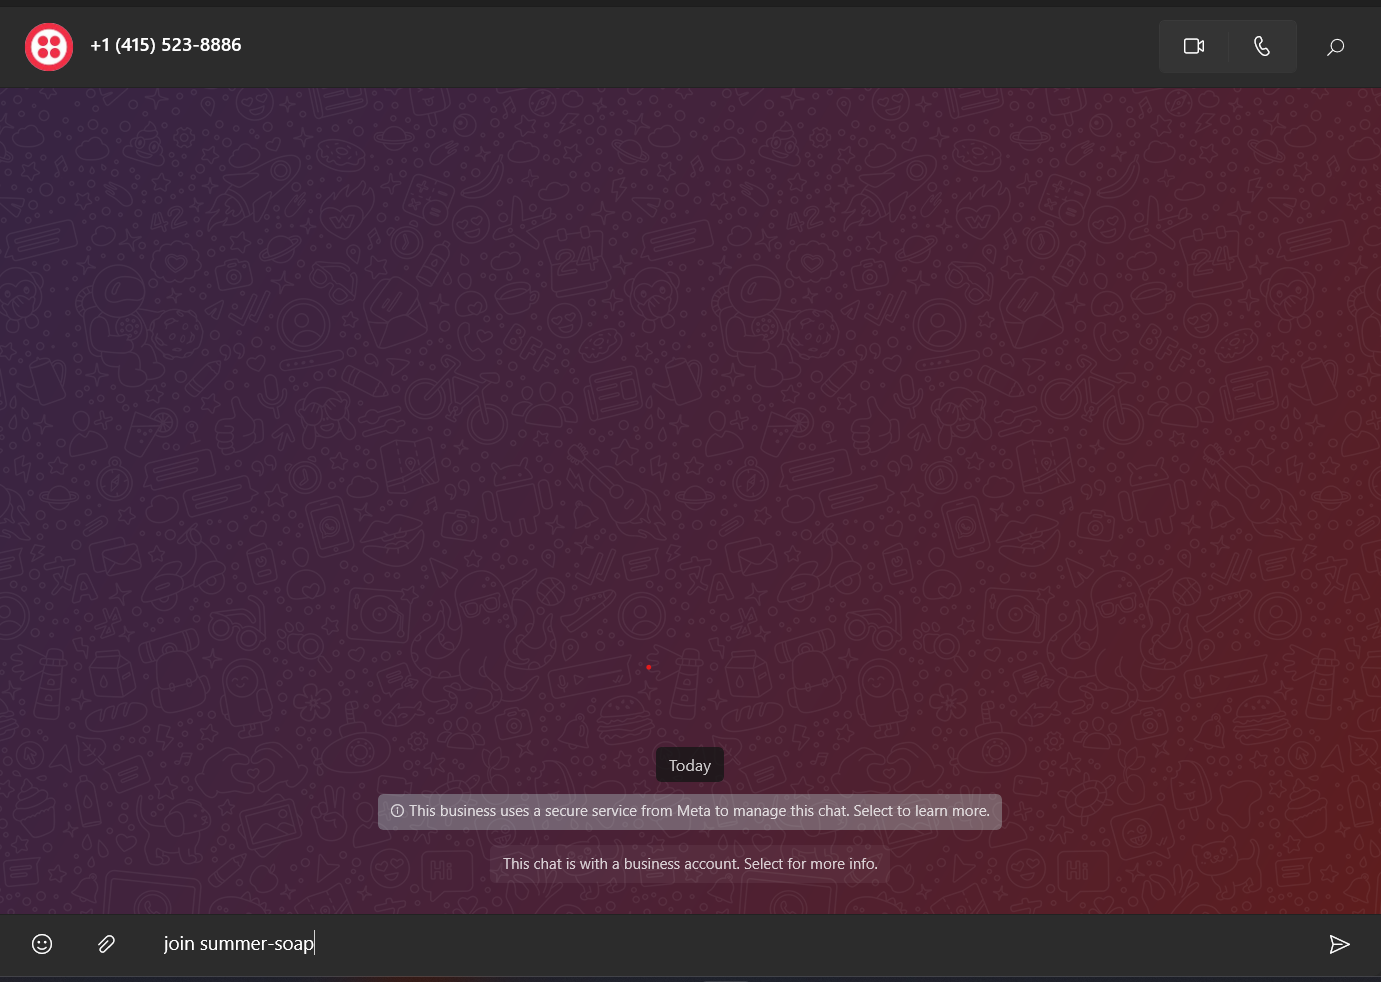 +1 (415) 523-8886
Today
This business uses a secure service from Meta to manage this chat. Select to learn more.
This chat is with a business account. Select for more info.
join summer-soap